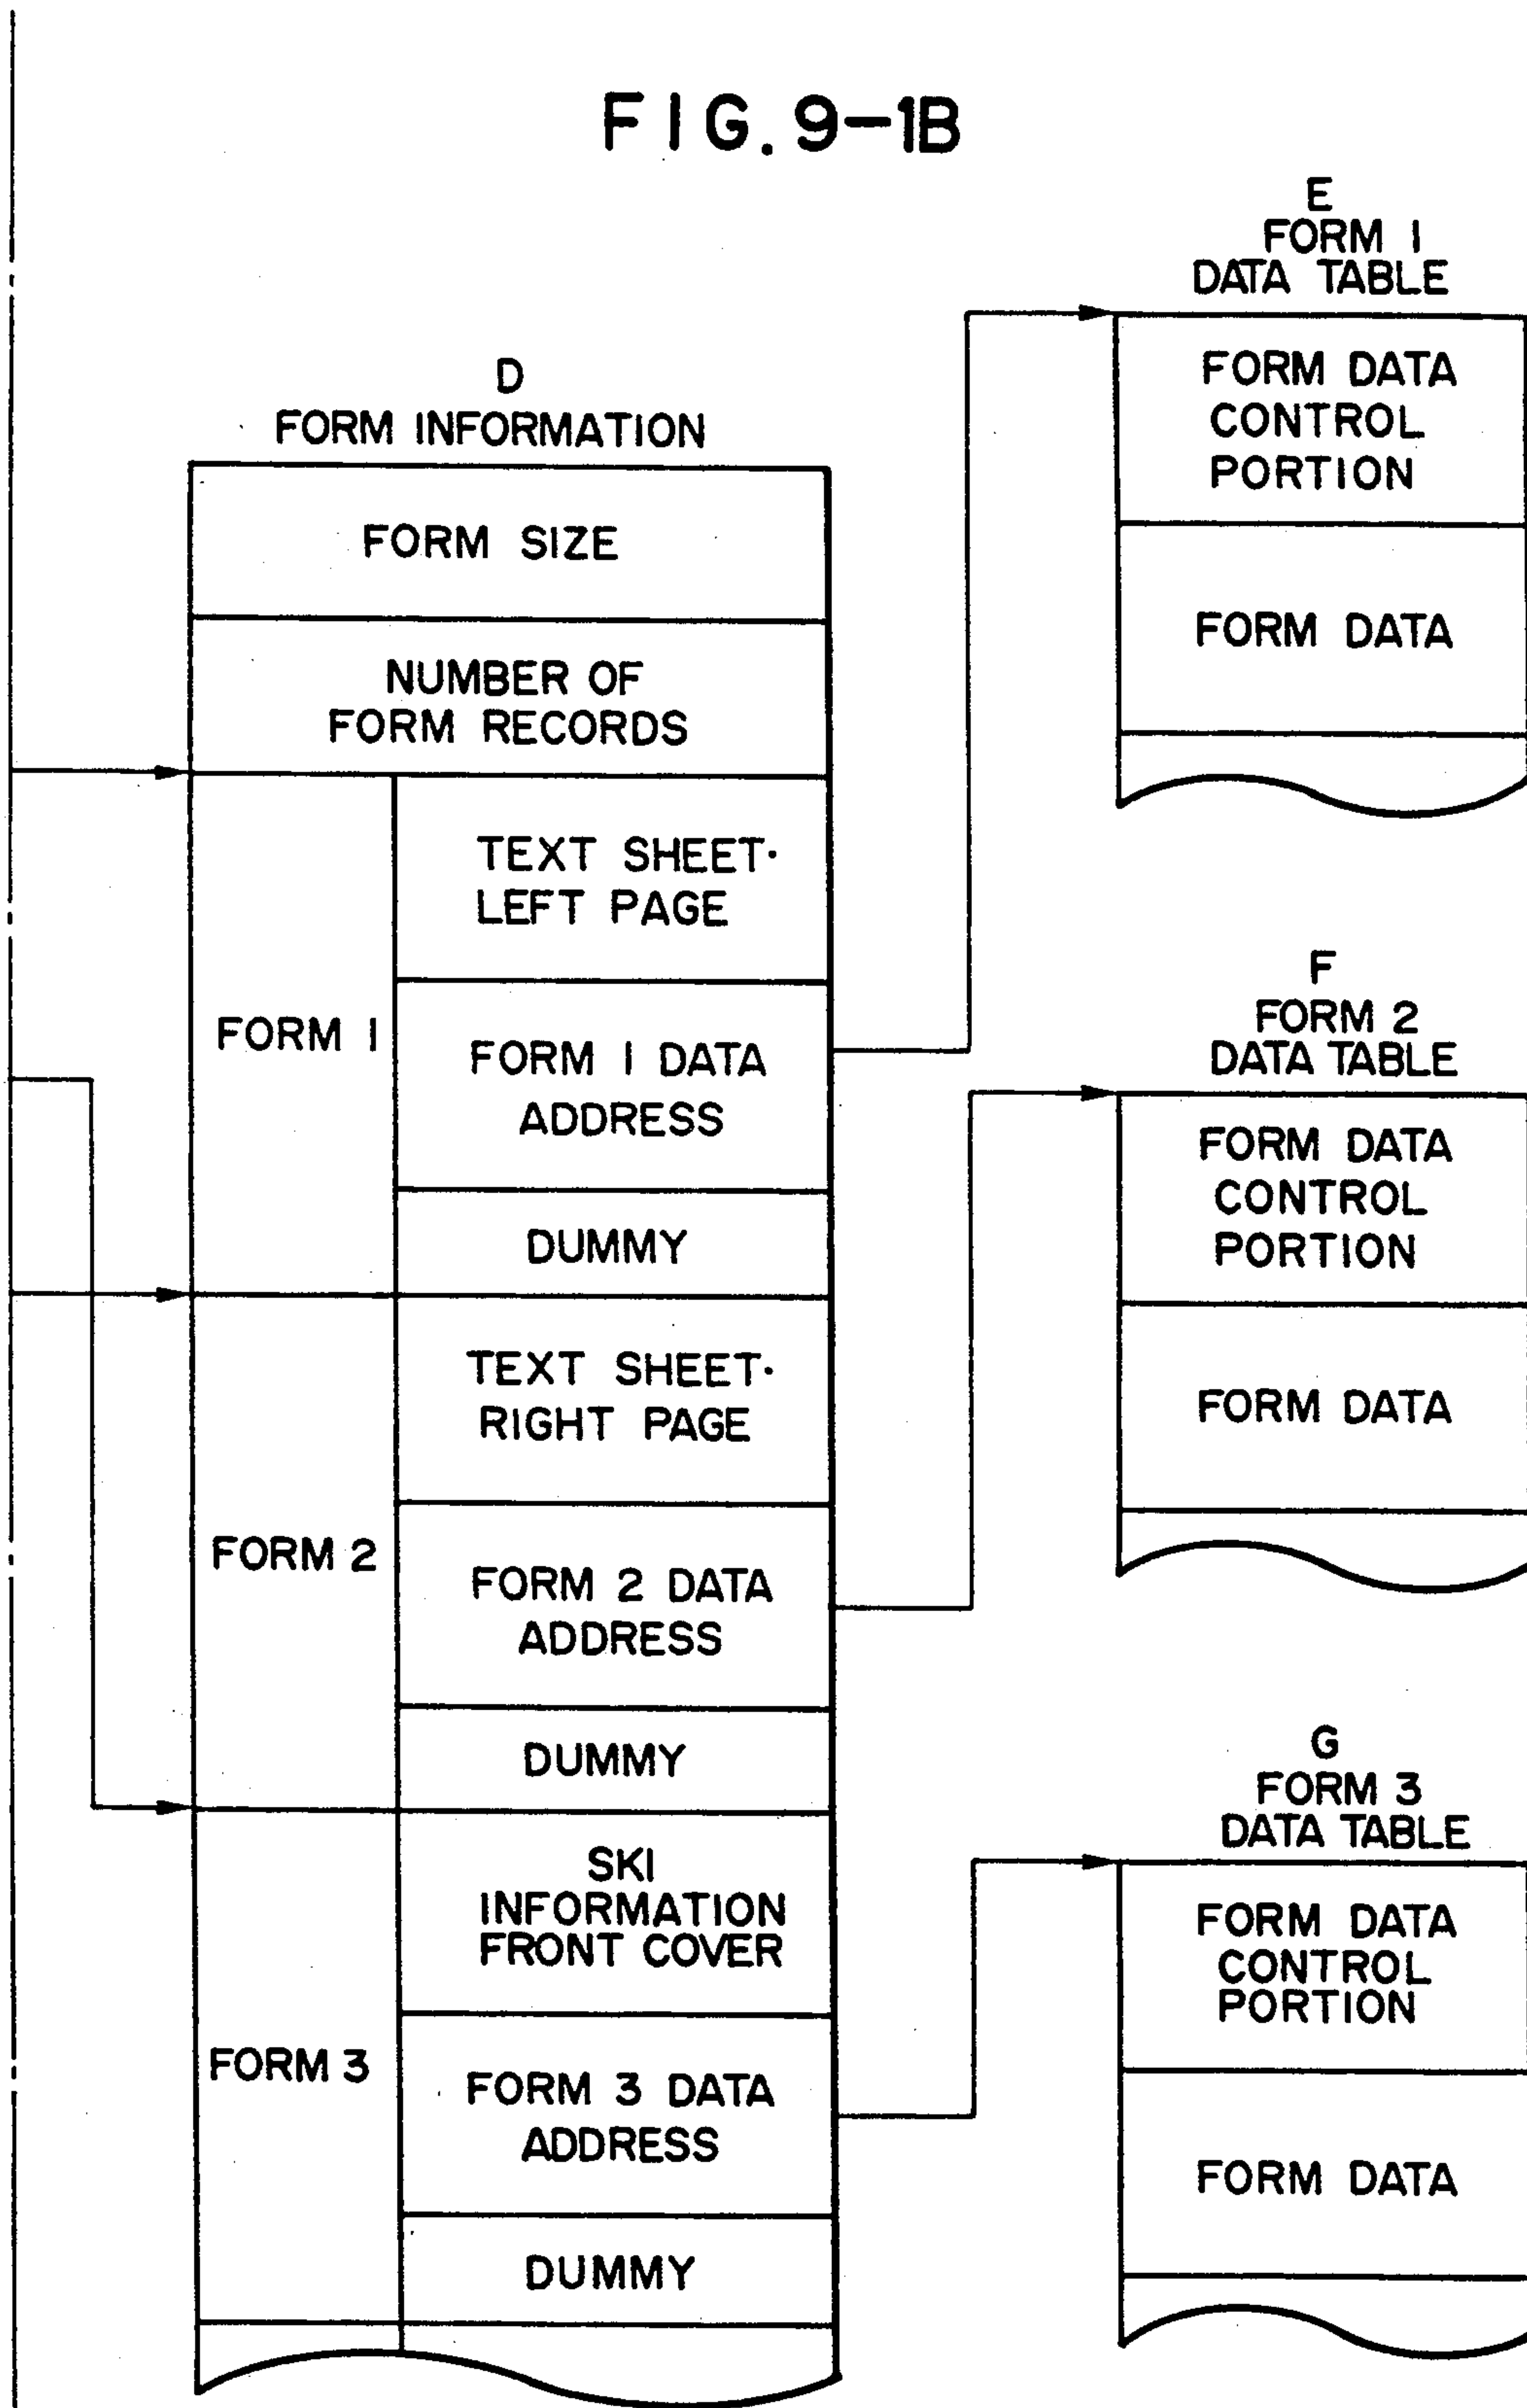 FIG. 9-1B
D
FORM INFORMATION
FORM SIZE
NUMBER OF
FORM RECORDS
FORM 1
TEXT SHEET·
LEFT PAGE
FORM 1 DATA
ADDRESS
DUMMY
FORM 2
TEXT SHEET·
RIGHT PAGE
FORM 2 DATA
ADDRESS
DUMMY
FORM 3
SKI
INFORMATION
FRONT COVER
FORM 3 DATA
ADDRESS
DUMMY
E
FORM 1
DATA TABLE
FORM DATA
CONTROL
PORTION
FORM DATA
F
FORM 2
DATA TABLE
FORM DATA
CONTROL
PORTION
FORM DATA
G
FORM 3
DATA TABLE
FORM DATA
CONTROL
PORTION
FORM DATA